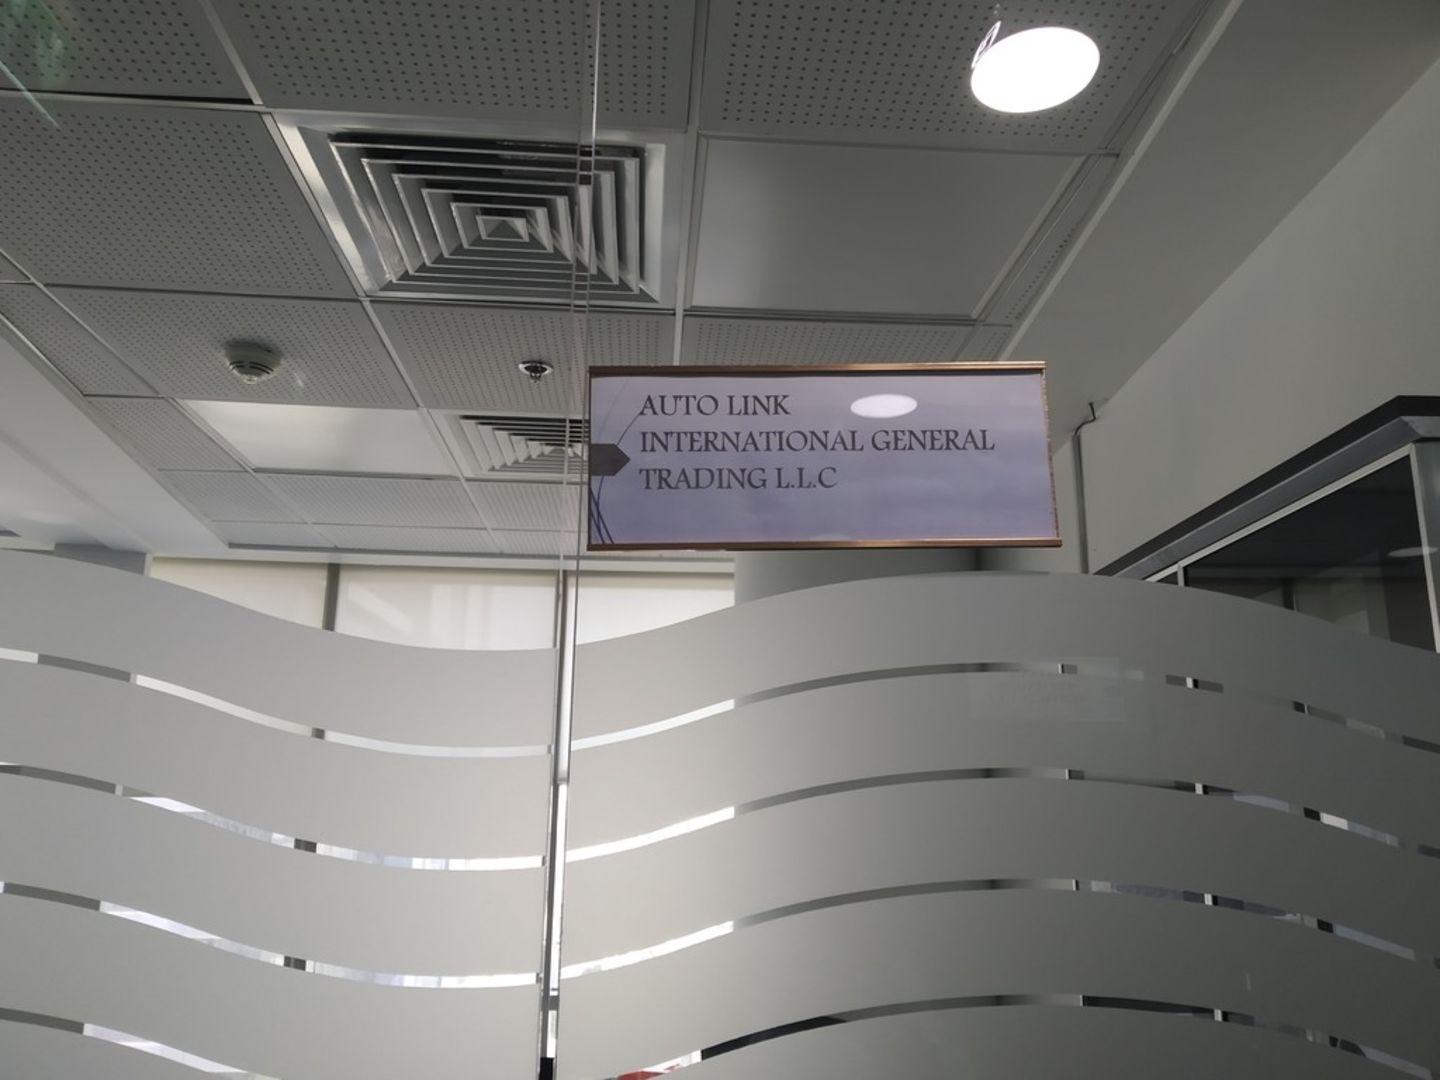 AUTO LINK
INTERNATIONAL GENERAL
TRADING L.L.C